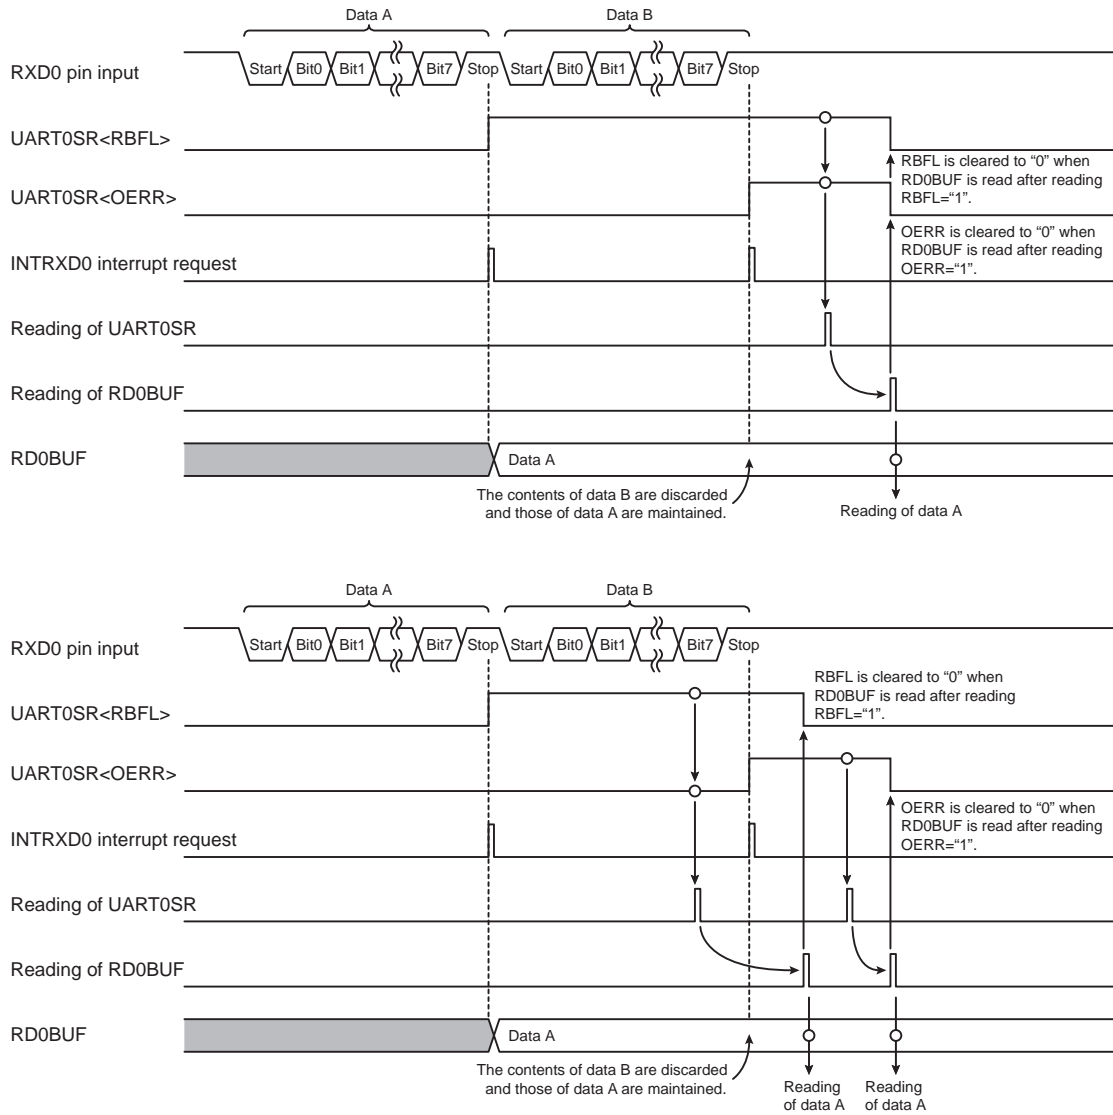 Data A
Data B
RXD0 pin input
Start Bit0 Bit1 Bit7 Stop Start Bit0 Bit1 Bit7 Stop
UART0SR<RBFL>
RBFL is cleared to “0” when
RD0BUF is read after reading
RBFL=“1”.
UART0SR<OERR>
OERR is cleared to “0” when
RD0BUF is read after reading
OERR=“1”.
INTRXD0 interrupt request
Reading of UART0SR
Reading of RD0BUF
RD0BUF
Data A
The contents of data B are discarded
and those of data A are maintained.
Reading of data A
Data A
Data B
RXD0 pin input
Start Bit0 Bit1 Bit7 Stop Start Bit0 Bit1 Bit7 Stop
RBFL is cleared to “0” when
RD0BUF is read after reading
RBFL=“1”.
UART0SR<RBFL>
UART0SR<OERR>
OERR is cleared to “0” when
RD0BUF is read after reading
OERR=“1”.
INTRXD0 interrupt request
Reading of UART0SR
Reading of RD0BUF
RD0BUF
Data A
The contents of data B are discarded
and those of data A are maintained.
Reading
of data A
Reading
of data A